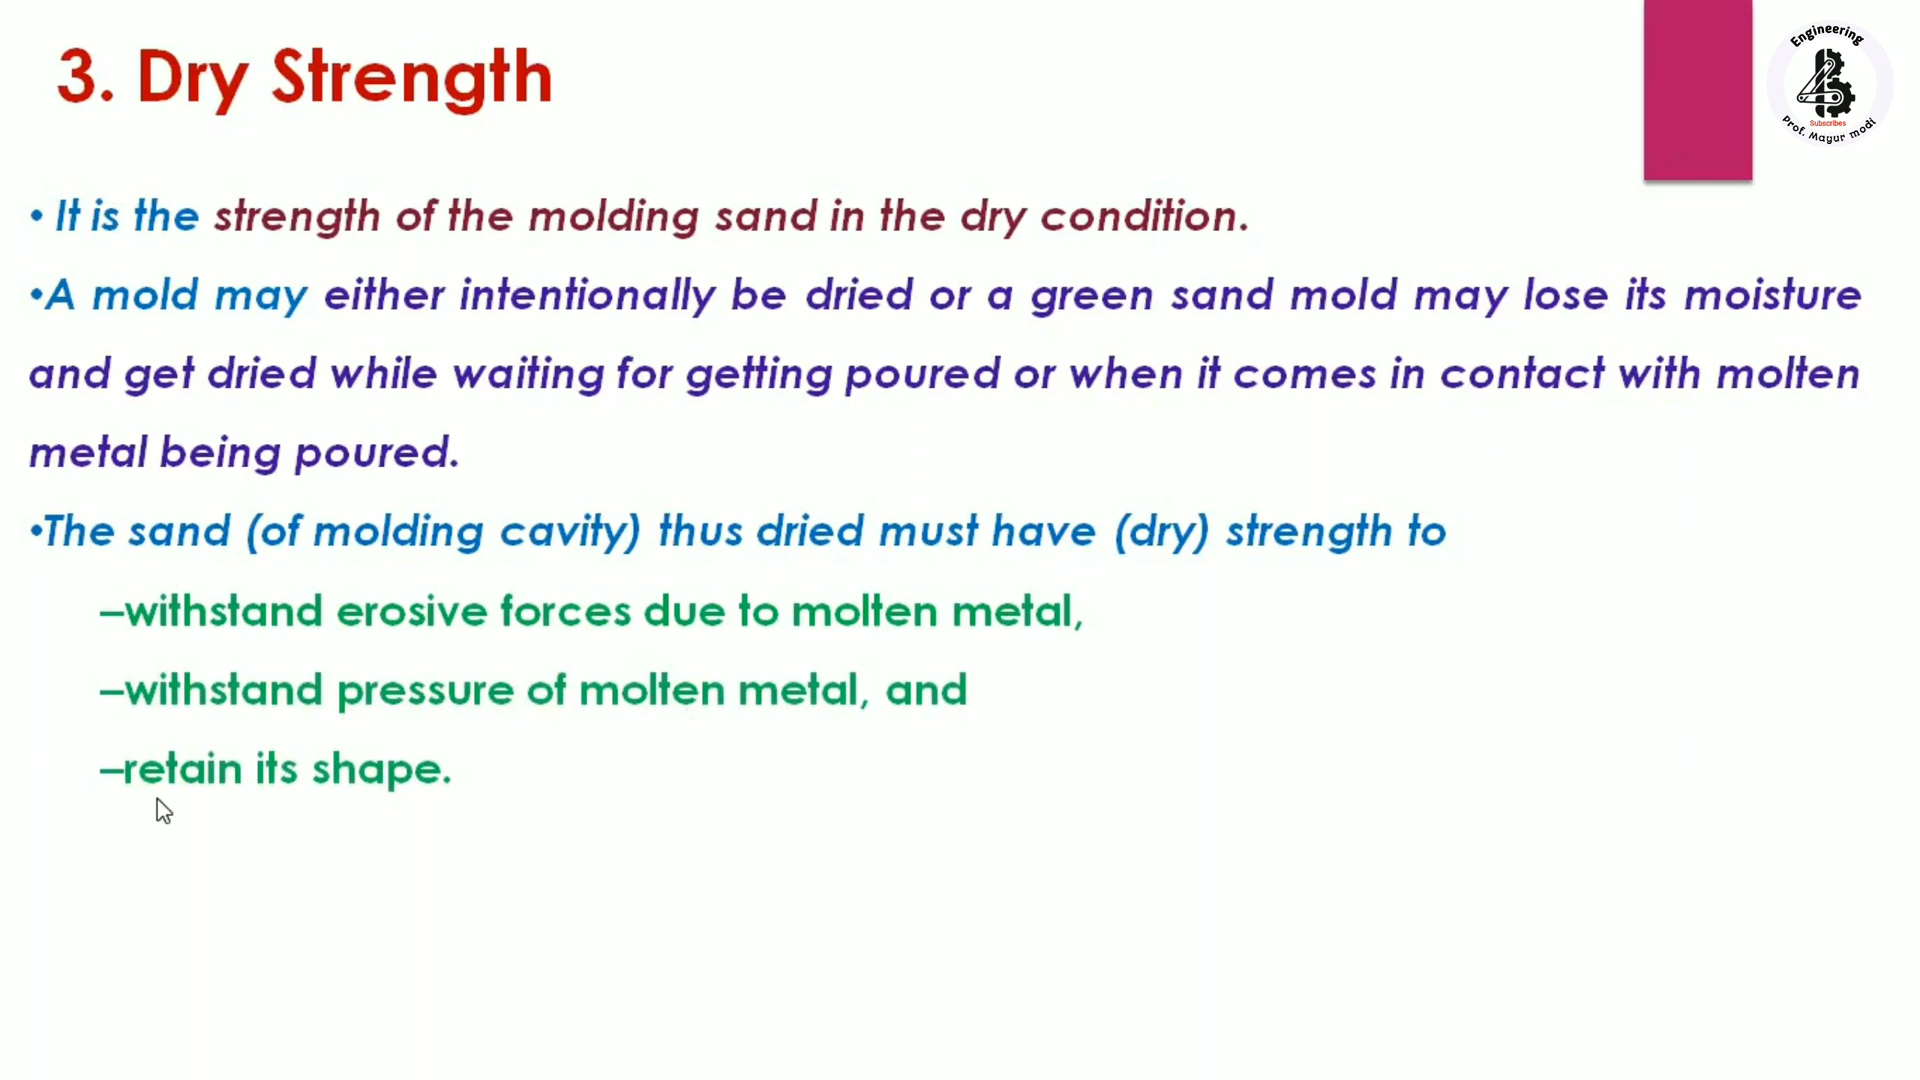 3. Dry Strength
Engineering
Subscribes
Prof. Mayur modi
• It is the strength of the molding sand in the dry condition.
•A mold may either intentionally be dried or a green sand mold may lose its moisture
and get dried while waiting for getting poured or when it comes in contact with molten
metal being poured.
•The sand (of molding cavity) thus dried must have (dry) strength to
–withstand erosive forces due to molten metal,
–withstand pressure of molten metal, and
–retain its shape.